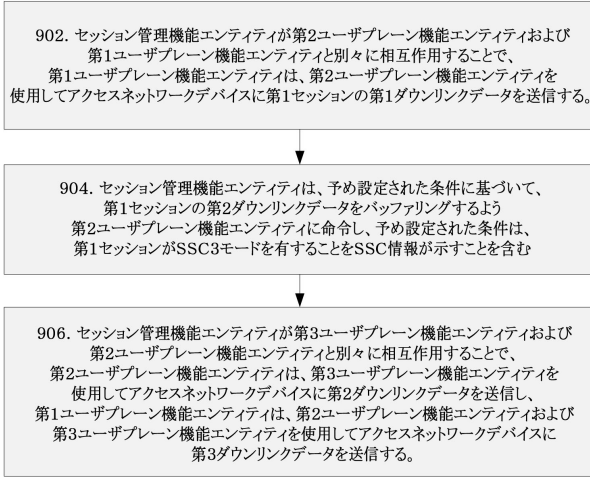 902. セッション管理機能エンティティが第2ユーザプレーン機能エンティティおよび
第1ユーザプレーン機能エンティティと別々に相互作用することで、
第1ユーザプレーン機能エンティティは、第2ユーザプレーン機能エンティティを
使用してアクセスネットワークデバイスに第1セッションの第1ダウンリンクデータを送信する。
904. セッション管理機能エンティティは、予め設定された条件に基づいて、
第1セッションの第2ダウンリンクデータをバッファリングするよう
第2ユーザプレーン機能エンティティに命令し、予め設定された条件は、
第1セッションがSSC3モードを有することをSSC情報が示すことを含む
906. セッション管理機能エンティティが第3ユーザプレーン機能エンティティおよび
第2ユーザプレーン機能エンティティと別々に相互作用することで、
第2ユーザプレーン機能エンティティは、第3ユーザプレーン機能エンティティを
使用してアクセスネットワークデバイスに第2ダウンリンクデータを送信し、
第1ユーザプレーン機能エンティティは、第2ユーザプレーン機能エンティティおよび
第3ユーザプレーン機能エンティティを使用してアクセスネットワークデバイスに
第3ダウンリンクデータを送信する。